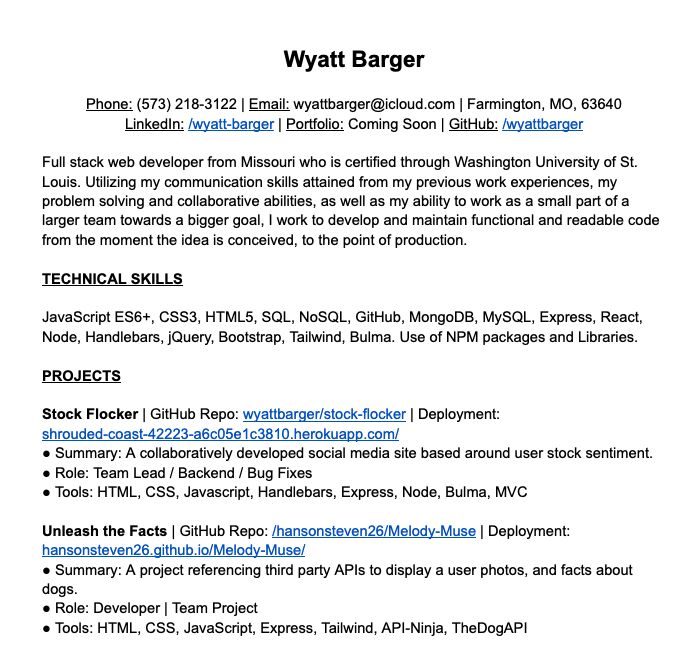 Wyatt Barger
Phone: (573) 218-3122 | Email: wyattbarger@icloud.com | Farmington, MO, 63640
LinkedIn: /wyatt-barger | Portfolio: Coming Soon | GitHub: /wyattbarger
Full stack web developer from Missouri who is certified through Washington University of St.
Louis. Utilizing my communication skills attained from my previous work experiences, my
problem solving and collaborative abilities, as well as my ability to work as a small part of a
larger team towards a bigger goal, I work to develop and maintain functional and readable code
from the moment the idea is conceived, to the point of production.
TECHNICAL SKILLS
JavaScript ES6+, CSS3, HTML5, SQL, NoSQL, GitHub, MongoDB, MySQL, Express, React,
Node, Handlebars, jQuery, Bootstrap, Tailwind, Bulma. Use of NPM packages and Libraries.
PROJECTS
Stock Flocker | GitHub Repo: wyattbarger/stock-flocker | Deployment:
shrouded-coast-42223-a6c05e1c3810.herokuapp.com/
● Summary: A collaboratively developed social media site based around user stock sentiment.
● Role: Team Lead / Backend / Bug Fixes
● Tools: HTML, CSS, Javascript, Handlebars, Express, Node, Bulma, MVC
Unleash the Facts | GitHub Repo: /hansonsteven26/Melody-Muse | Deployment:
hansonsteven26.github.io/Melody-Muse/
● Summary: A project referencing third party APIs to display a user photos, and facts about
dogs.
● Role: Developer | Team Project
● Tools: HTML, CSS, JavaScript, Express, Tailwind, API-Ninja, TheDogAPI